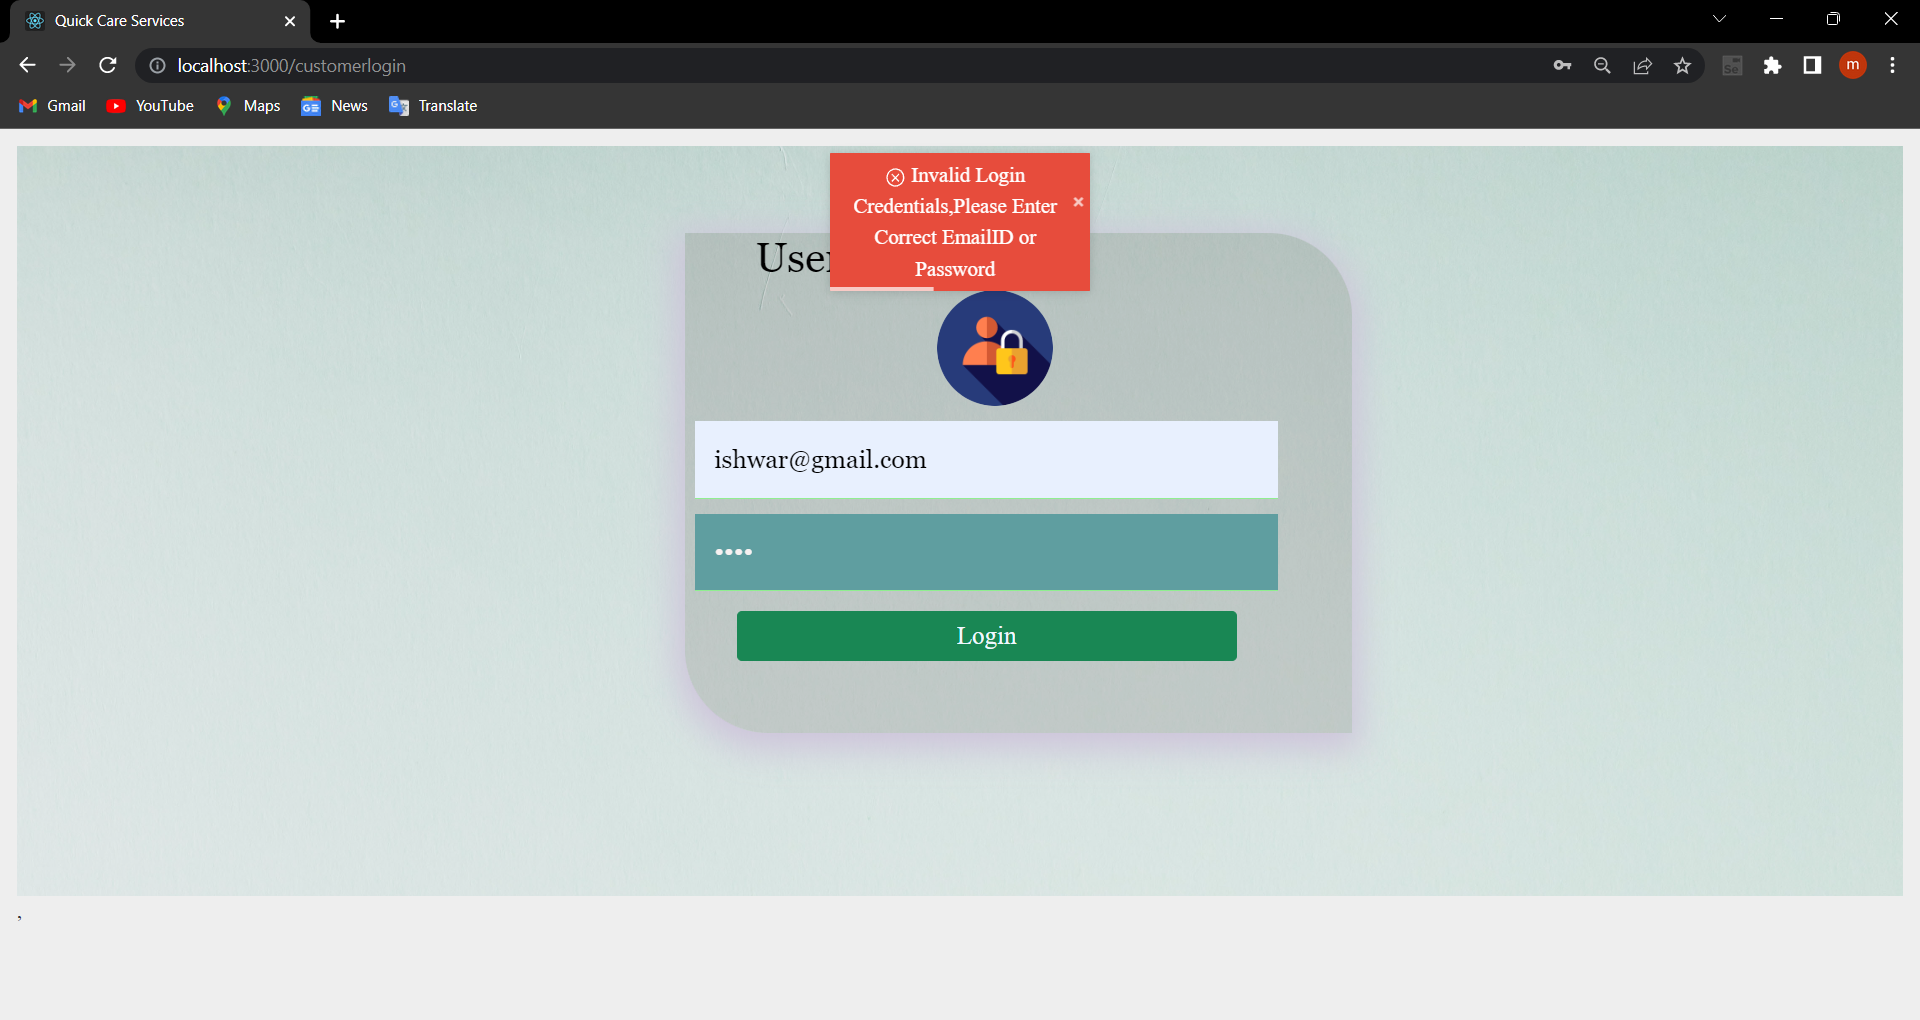 Quick Care Services
localhost:3000/customerlogin
Se
m
Gmail
YouTube
Maps
News
Translate
Invalid Login
Credentials,Please Enter
Correct EmailID or
Password
ishwar@gmail.com
••••
Login
,